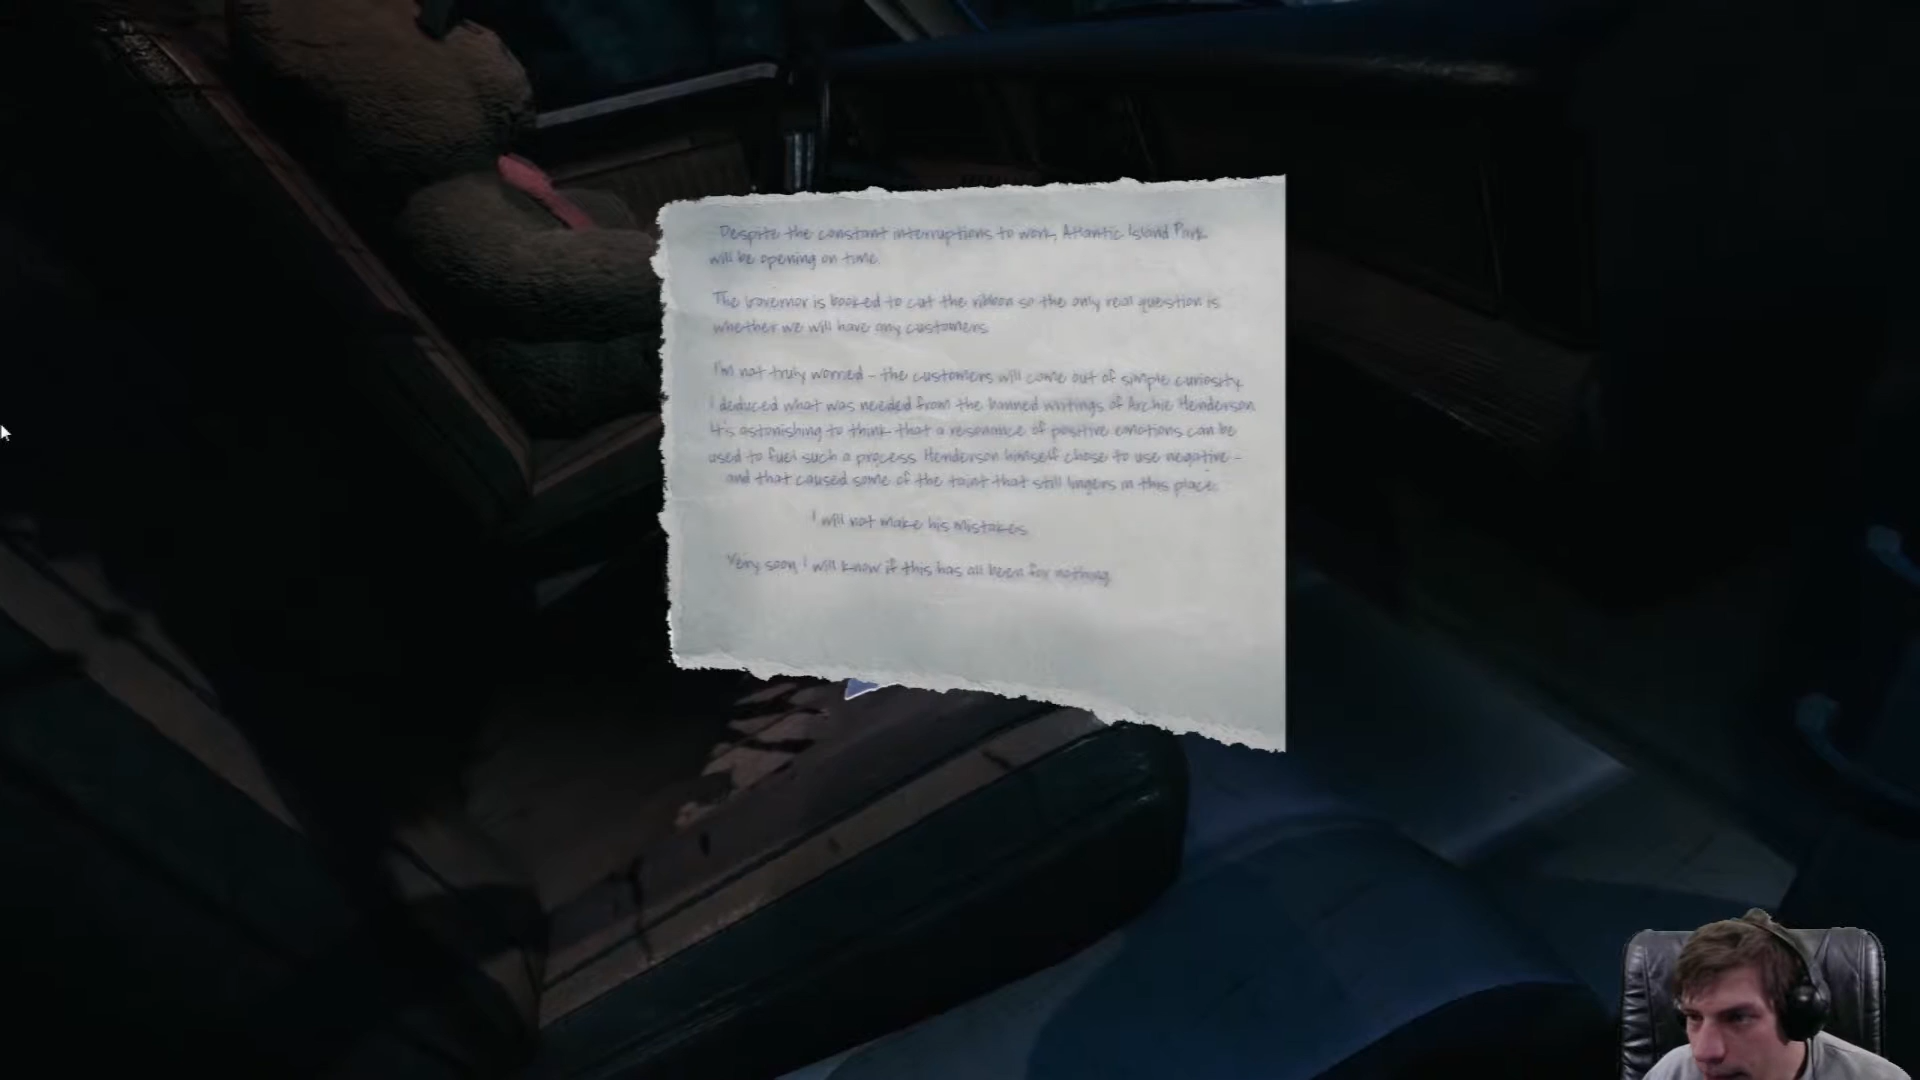 Despite the constant interruptions to work, Atlantic Island Park
will be opening on time.
The Governor is booked to cut the ribbon so the only real question is
whether we will have any customers.
I'm not truly worried - the customers will come out of simple curiosity.
I deduced what was needed from the banned writings of Archie Henderson.
It's astonishing to think that a resonance of positive emotions can be
used to fuel such a process. Henderson himself chose to use negative -
and that caused some of the taint that still lingers in this place.
I will not make his mistakes.
Very soon, I will know if this has all been for nothing.